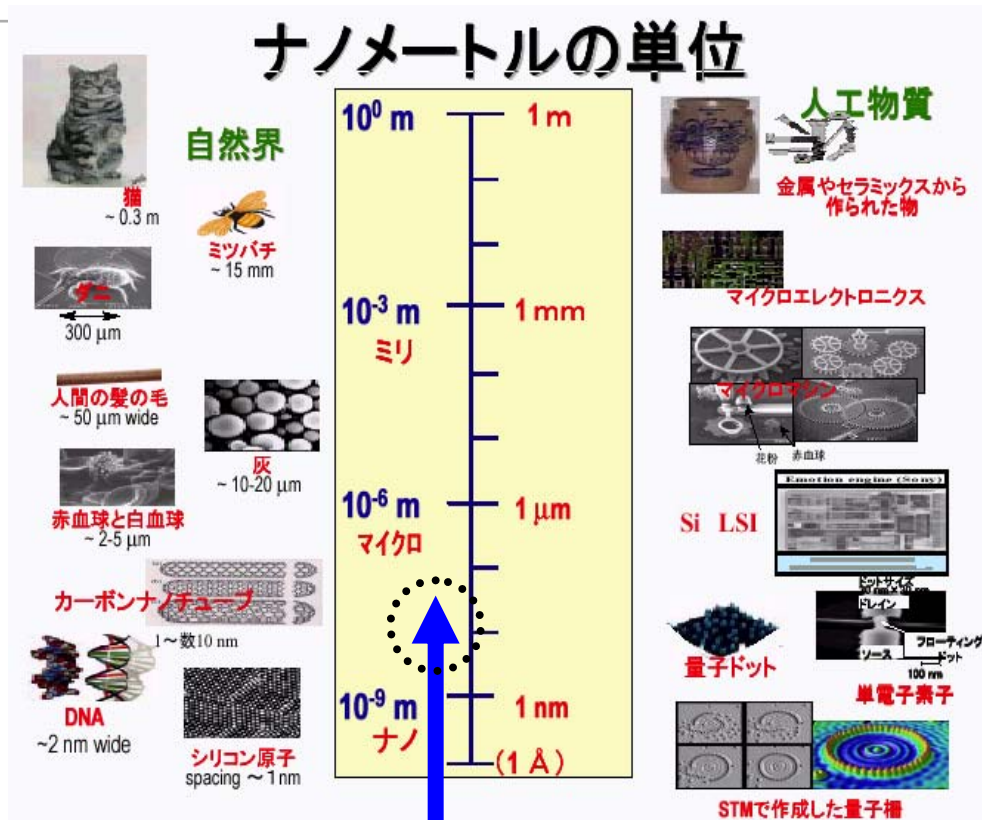 ナノメートルの単位
自然界
猫
~ 0.3 m
ミツバチ
~ 15 mm
ダニ
300 μm
人間の髪の毛
~ 50 μm wide
灰
~ 10-20 μm
赤血球と白血球
~ 2-5 μm
カーボンナノチューブ
1～数10 nm
DNA
~2 nm wide
シリコン原子
spacing ~ 1 nm
10⁰ m
1 m
10⁻³ m
1 mm
ミリ
10⁻⁶ m
1 μm
マイクロ
10⁻⁹ m
1 nm
ナノ
(1 Å)
人工物質
金属やセラミックスから
作られた物
マイクロエレクトロニクス
マイクロマシン
花粉
赤血球
Emotion engine (Sony)
Si LSI
ドットサイズ
ドレイン
フローティング
ドット
ソース
100 nm
量子ドット
単電子素子
STMで作成した量子柵